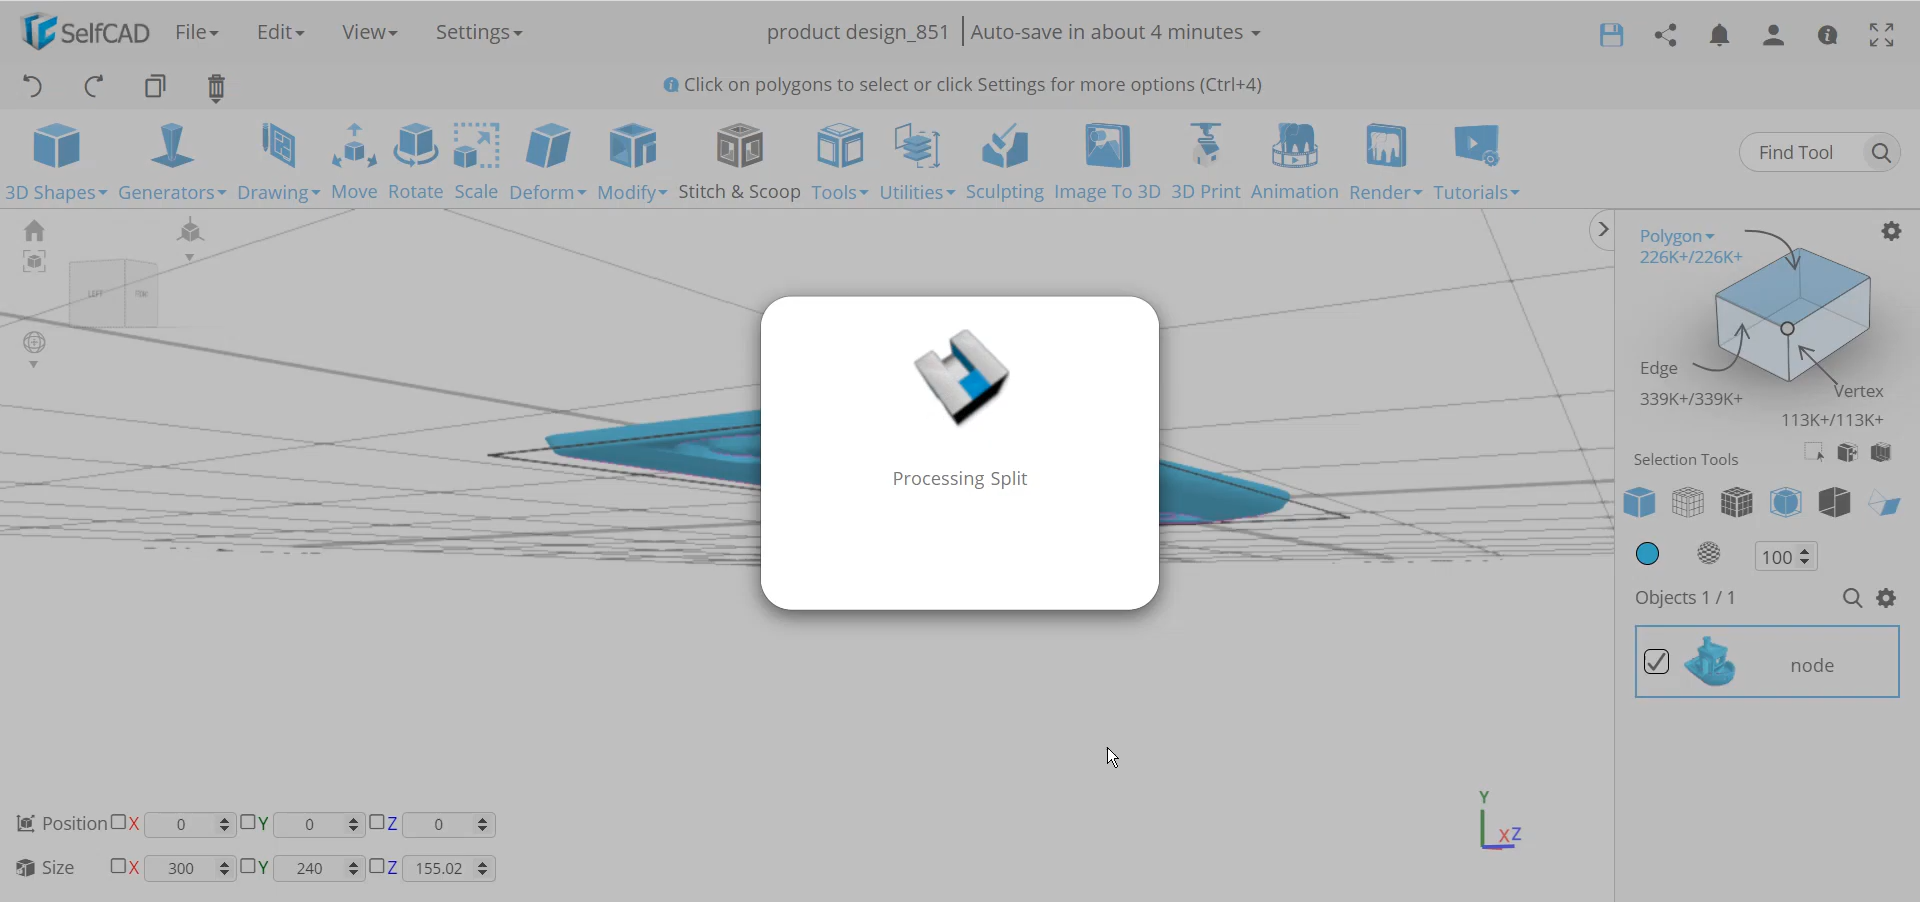 SelfCAD File Edit View Settings product design_851 Auto-save in about 4 minutes
Click on polygons to select or click Settings for more options (Ctrl+4)
3D Shapes Generators Drawing Move Rotate Scale Deform Modify Stitch & Scoop Tools Utilities Sculpting Image To 3D 3D Print Animation Render Tutorials Find Tool
LEFT
Polygon
226K+/226K+
Edge
339K+/339K+
Vertex
113K+/113K+
Selection Tools
100
Objects 1 / 1
node
Processing Split
Y
X Z
Position X 0 Y 0 Z 0
Size X 300 Y 240 Z 155.02